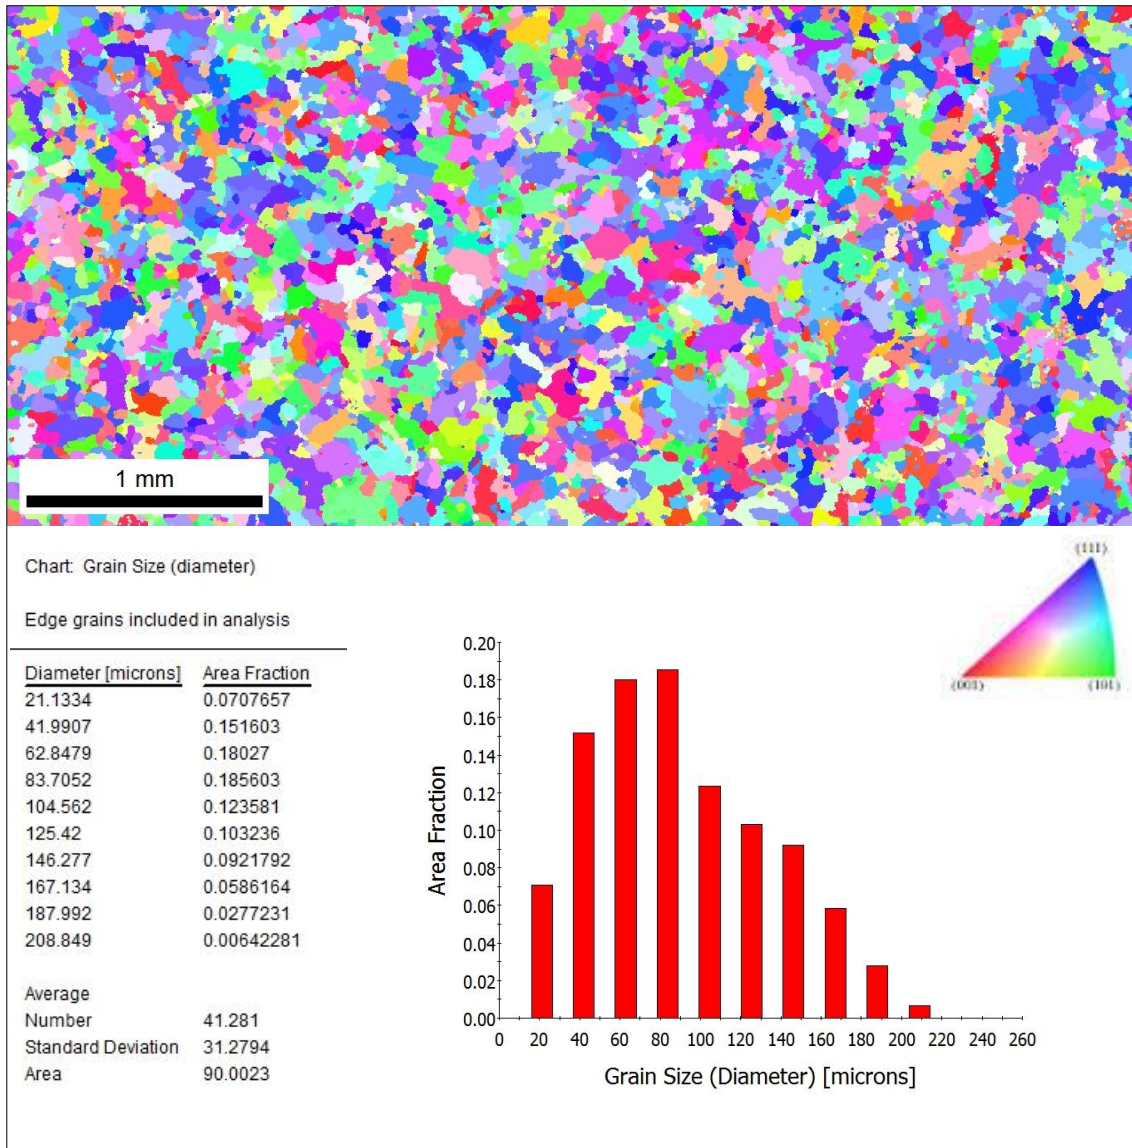 1 mm
Chart: Grain Size (diameter)
Edge grains included in analysis
Diameter [microns] Area Fraction
21.1334 0.0707657
41.9907 0.151603
62.8479 0.18027
83.7052 0.185603
104.562 0.123581
125.42 0.103236
146.277 0.0921792
167.134 0.0586164
187.992 0.0277231
208.849 0.00642281
Average
Number 41.281
Standard Deviation 31.2794
Area 90.0023
(111)
(001) (101)
0.20
0.18
0.16
0.14
0.12
0.10
0.08
0.06
0.04
0.02
0.00
Area Fraction
0 20 40 60 80 100 120 140 160 180 200 220 240 260
Grain Size (Diameter) [microns]